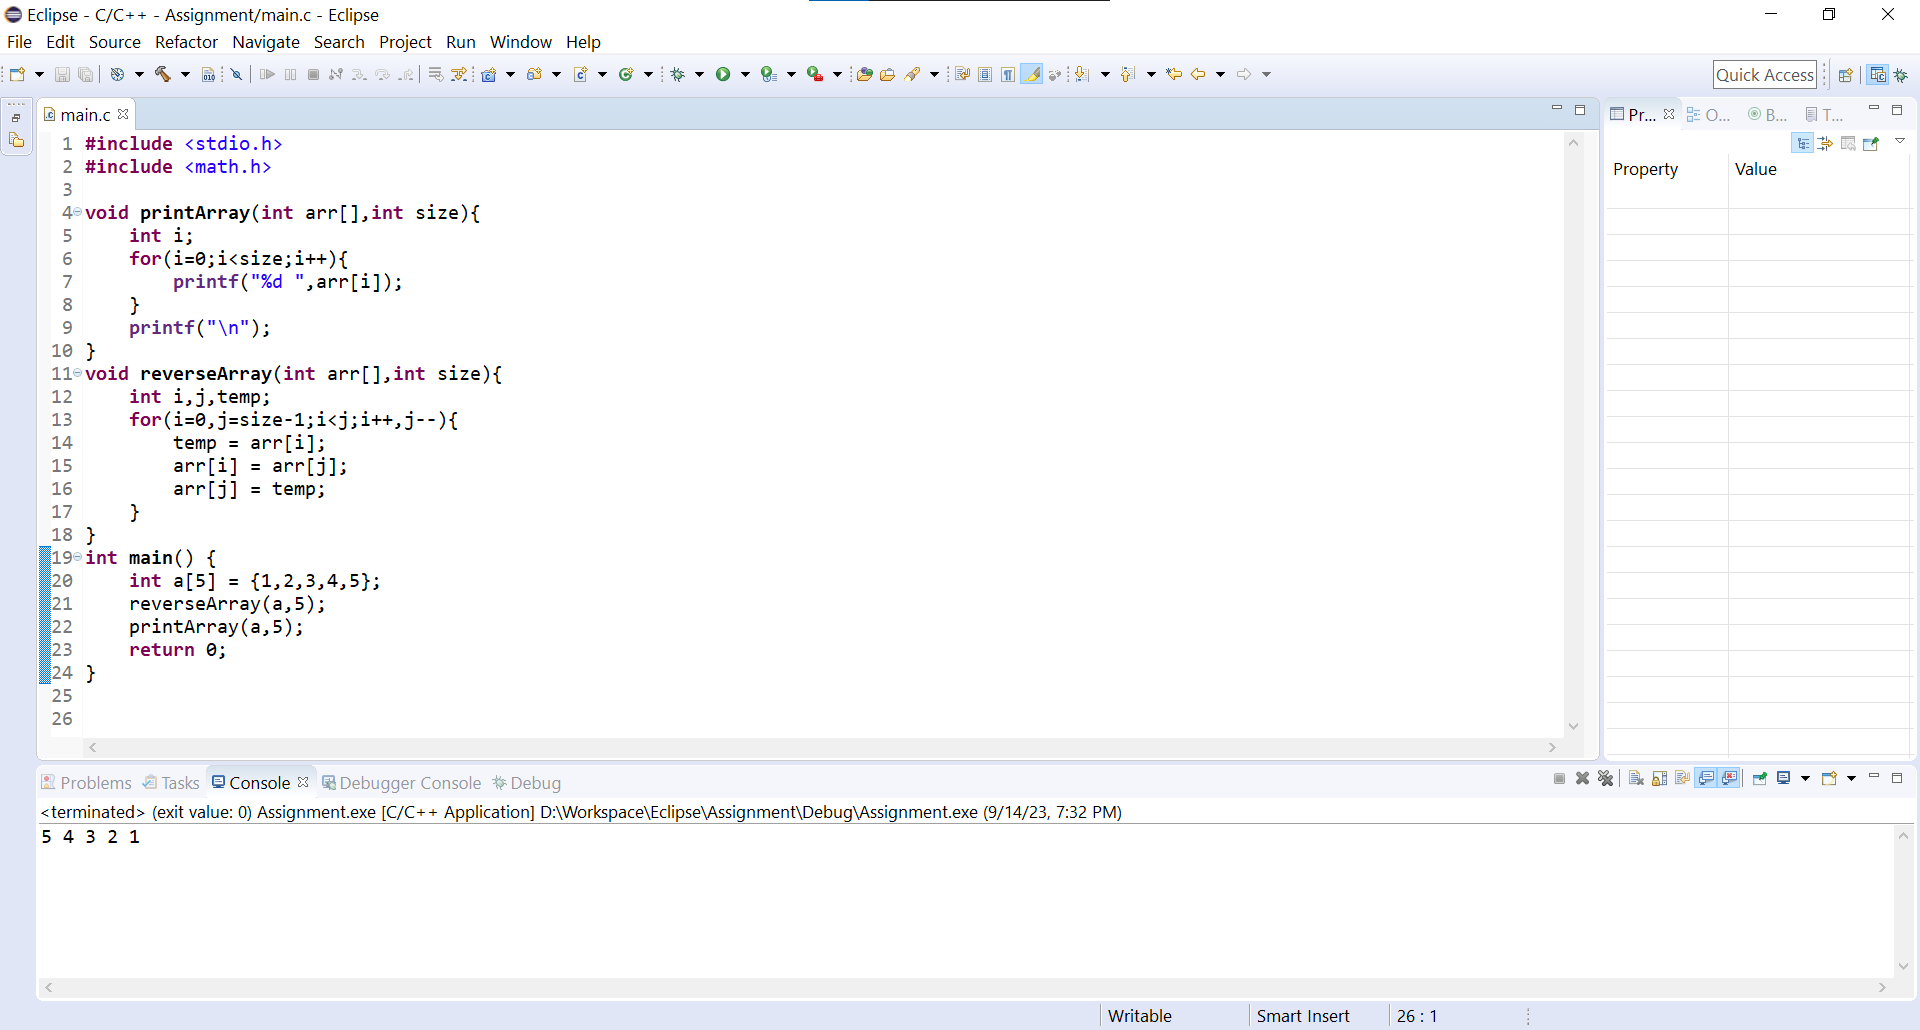 Eclipse - C/C++ - Assignment/main.c - Eclipse
File Edit Source Refactor Navigate Search Project Run Window Help
Quick Access
main.c
Pr... O... B... T...
Property Value
1 #include <stdio.h>
2 #include <math.h>
3
4 void printArray(int arr[],int size){
5     int i;
6     for(i=0;i<size;i++){
7         printf("%d ",arr[i]);
8     }
9     printf("\n");
10 }
11 void reverseArray(int arr[],int size){
12     int i,j,temp;
13     for(i=0,j=size-1;i<j;i++,j--){
14         temp = arr[i];
15         arr[i] = arr[j];
16         arr[j] = temp;
17     }
18 }
19 int main() {
20     int a[5] = {1,2,3,4,5};
21     reverseArray(a,5);
22     printArray(a,5);
23     return 0;
24 }
25
26
Problems Tasks Console Debugger Console Debug
<terminated> (exit value: 0) Assignment.exe [C/C++ Application] D:\Workspace\Eclipse\Assignment\Debug\Assignment.exe (9/14/23, 7:32 PM)
5 4 3 2 1
Writable Smart Insert 26 : 1